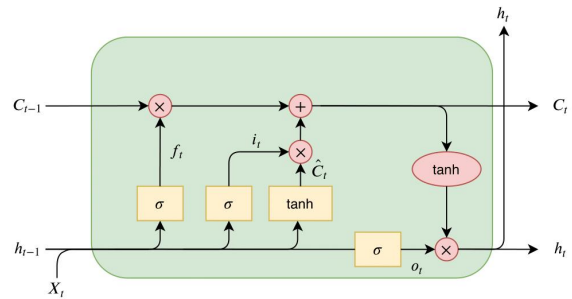 h_t
C_{t-1} × + C_t
i_t
f_t × Ĉ_t tanh
σ σ tanh
h_{t-1} σ × h_t
o_t
X_t